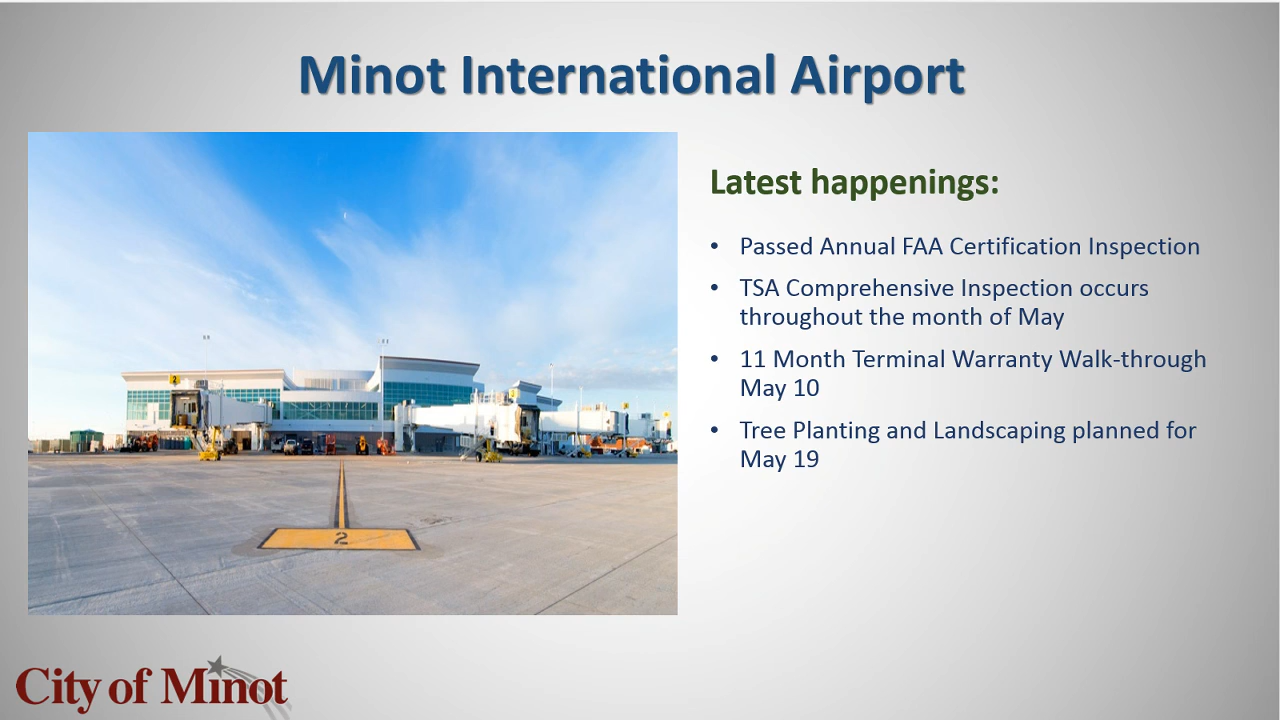 Minot International Airport
Latest happenings:
• Passed Annual FAA Certification Inspection
• TSA Comprehensive Inspection occurs
throughout the month of May
• 11 Month Terminal Warranty Walk-through
May 10
• Tree Planting and Landscaping planned for
May 19
2
2
City of Minot